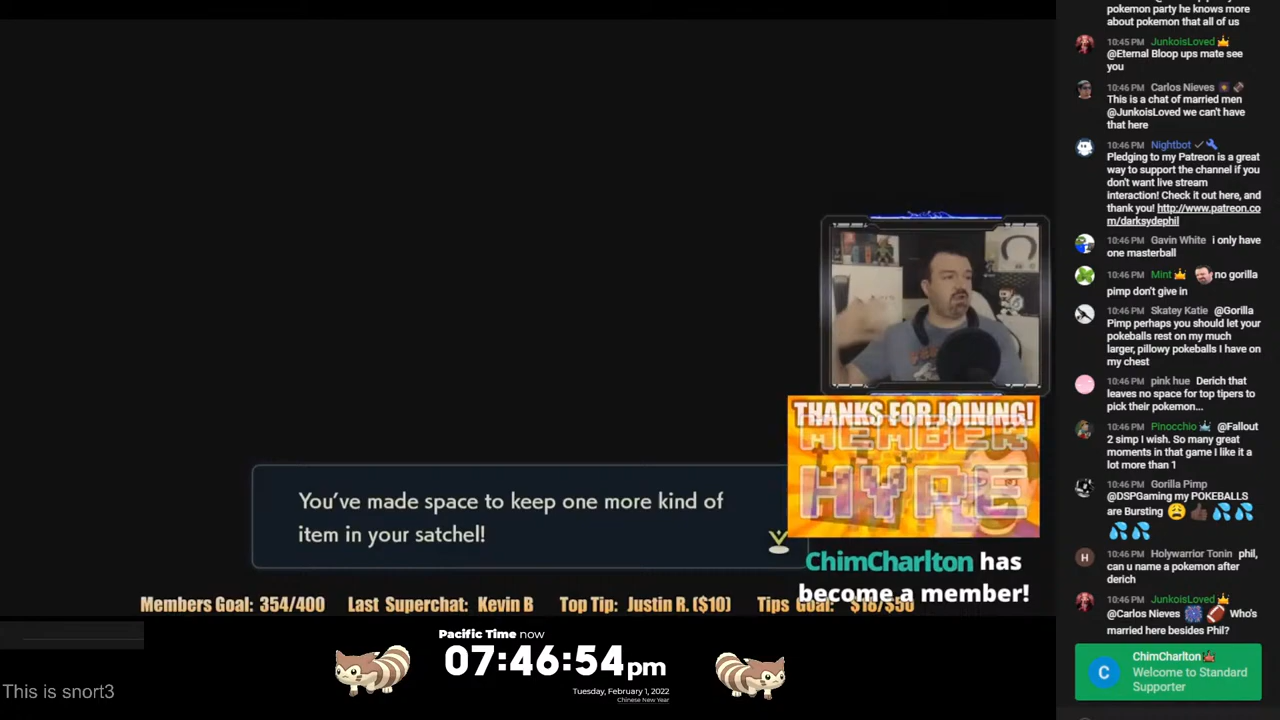 You've made space to keep one more kind of
item in your satchel!
THANKS FOR JOINING!
MEMBER
HYPE
ChimCharlton has
become a member!
Members Goal: 354/400
Last Superchat: Kevin B
Top Tip: Justin R. ($10)
Tips Goal: $18/$50
Pacific Time now
07:46:54pm
Tuesday, February 1, 2022
Chinese New Year
This is snort3
pokemon party he knows more
about pokemon that all of us
10:45 PM JunkoisLoved
@Eternal Bloop ups mate see
you
10:46 PM Carlos Nieves
This is a chat of married men
@JunkoisLoved we can't have
that here
10:46 PM Nightbot
Pledging to my Patreon is a great
way to support the channel if you
don't want live stream
interaction! Check it out here, and
thank you! http://www.patreon.co
m/darksydephil
10:46 PM Gavin White i only have
one masterball
10:46 PM Mint no gorilla
pimp don't give in
10:46 PM Skatey Katie @Gorilla
Pimp perhaps you should let your
pokeballs rest on my much
larger, pillowy pokeballs I have on
my chest
10:46 PM pink hue Derich that
leaves no space for top tipers to
pick their pokemon...
10:46 PM Pinocchio @Fallout
2 simp I wish. So many great
moments in that game I like it a
lot more than 1
10:46 PM Gorilla Pimp
@DSPGaming my POKEBALLS
are Bursting
10:46 PM Holywarrior Tonin phil,
can u name a pokemon after
derich
10:46 PM JunkoisLoved
@Carlos Nieves Who's
married here besides Phil?
C
ChimCharlton
Welcome to Standard
Supporter